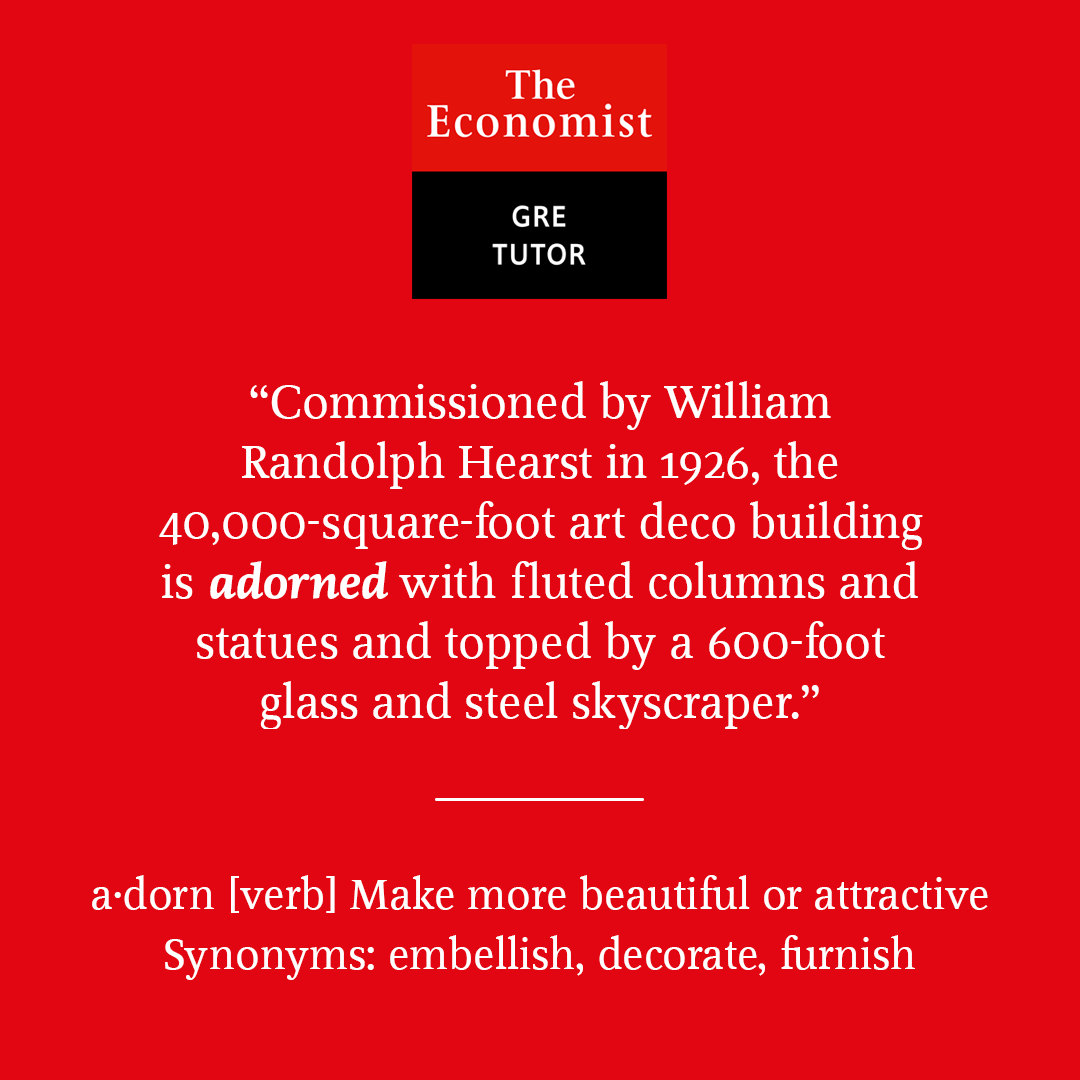 The
Economist
GRE
TUTOR
“Commissioned by William
Randolph Hearst in 1926, the
40,000-square-foot art deco building
is adorned with fluted columns and
statues and topped by a 600-foot
glass and steel skyscraper.”
a·dorn [verb] Make more beautiful or attractive
Synonyms: embellish, decorate, furnish